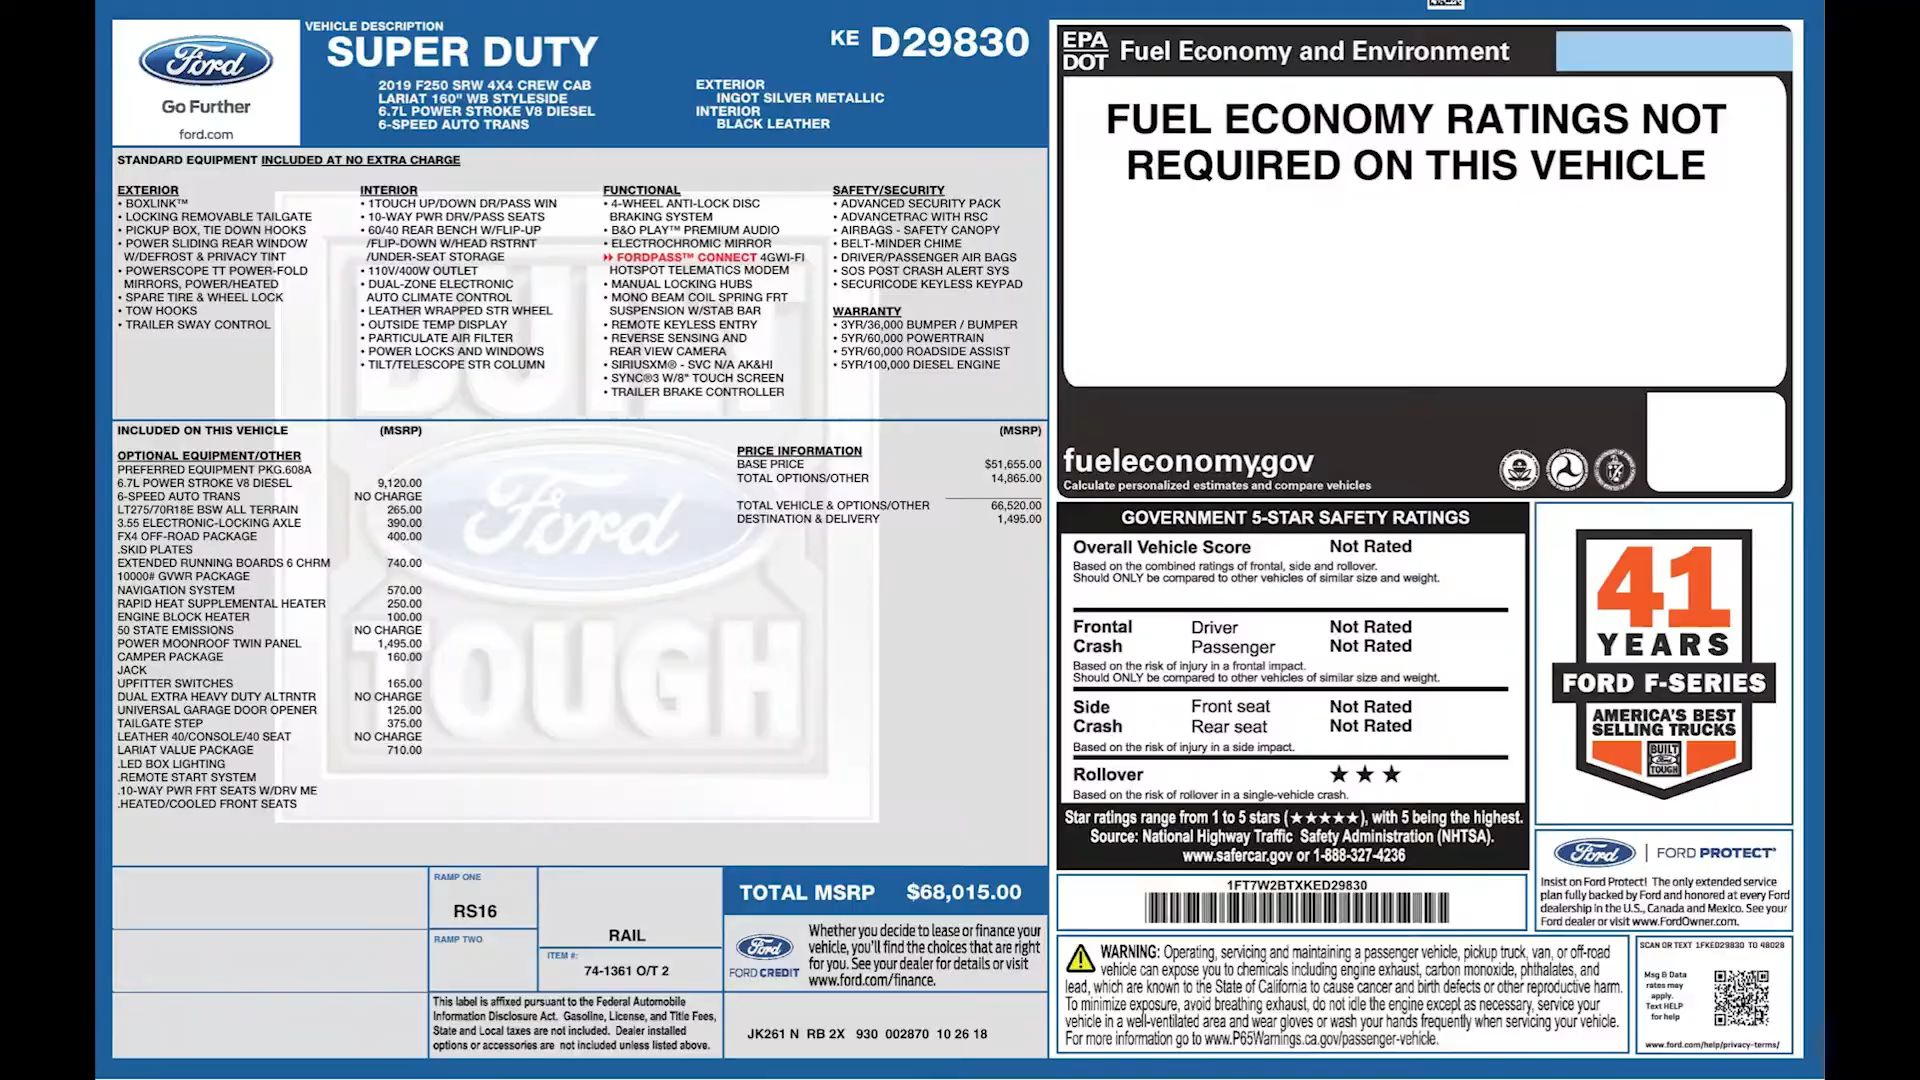 Ford
Go Further
ford.com
VEHICLE DESCRIPTION
SUPER DUTY
2019 F250 SRW 4X4 CREW CAB
LARIAT 160" WB STYLESIDE
6.7L POWER STROKE V8 DIESEL
6-SPEED AUTO TRANS
KE D29830
EXTERIOR
INGOT SILVER METALLIC
INTERIOR
BLACK LEATHER
STANDARD EQUIPMENT INCLUDED AT NO EXTRA CHARGE
EXTERIOR
• BOXLINK™
• LOCKING REMOVABLE TAILGATE
• PICKUP BOX, TIE DOWN HOOKS
• POWER SLIDING REAR WINDOW
W/DEFROST & PRIVACY TINT
• POWERSCOPE TT POWER-FOLD
MIRRORS, POWER/HEATED
• SPARE TIRE & WHEEL LOCK
• TOW HOOKS
• TRAILER SWAY CONTROL
INTERIOR
• 1TOUCH UP/DOWN DR/PASS WIN
• 10-WAY PWR DRV/PASS SEATS
• 60/40 REAR BENCH W/FLIP-UP
/FLIP-DOWN W/HEAD RSTRNT
/UNDER-SEAT STORAGE
• 110V/400W OUTLET
• DUAL-ZONE ELECTRONIC
AUTO CLIMATE CONTROL
• LEATHER WRAPPED STR WHEEL
• OUTSIDE TEMP DISPLAY
• PARTICULATE AIR FILTER
• POWER LOCKS AND WINDOWS
• TILT/TELESCOPE STR COLUMN
FUNCTIONAL
• 4-WHEEL ANTI-LOCK DISC
BRAKING SYSTEM
• B&O PLAY™ PREMIUM AUDIO
• ELECTROCHROMIC MIRROR
FORDPASS™ CONNECT 4GWI-FI
HOTSPOT TELEMATICS MODEM
• MANUAL LOCKING HUBS
• MONO BEAM COIL SPRING FRT
SUSPENSION W/STAB BAR
• REMOTE KEYLESS ENTRY
• REVERSE SENSING AND
REAR VIEW CAMERA
• SIRIUSXM® - SVC N/A AK&HI
• SYNC®3 W/8" TOUCH SCREEN
• TRAILER BRAKE CONTROLLER
SAFETY/SECURITY
• ADVANCED SECURITY PACK
• ADVANCETRAC WITH RSC
• AIRBAGS - SAFETY CANOPY
• BELT-MINDER CHIME
• DRIVER/PASSENGER AIR BAGS
• SOS POST CRASH ALERT SYS
• SECURICODE KEYLESS KEYPAD
WARRANTY
• 3YR/36,000 BUMPER / BUMPER
• 5YR/60,000 POWERTRAIN
• 5YR/60,000 ROADSIDE ASSIST
• 5YR/100,000 DIESEL ENGINE
BUILT
Ford
TOUGH
INCLUDED ON THIS VEHICLE (MSRP)
OPTIONAL EQUIPMENT/OTHER
PREFERRED EQUIPMENT PKG.608A
6.7L POWER STROKE V8 DIESEL 9,120.00
6-SPEED AUTO TRANS NO CHARGE
LT275/70R18E BSW ALL TERRAIN 265.00
3.55 ELECTRONIC-LOCKING AXLE 390.00
FX4 OFF-ROAD PACKAGE 400.00
.SKID PLATES
EXTENDED RUNNING BOARDS 6 CHRM 740.00
10000# GVWR PACKAGE
NAVIGATION SYSTEM 570.00
RAPID HEAT SUPPLEMENTAL HEATER 250.00
ENGINE BLOCK HEATER 100.00
50 STATE EMISSIONS NO CHARGE
POWER MOONROOF TWIN PANEL 1,495.00
CAMPER PACKAGE 160.00
JACK
UPFITTER SWITCHES 165.00
DUAL EXTRA HEAVY DUTY ALTRNTR NO CHARGE
UNIVERSAL GARAGE DOOR OPENER 125.00
TAILGATE STEP 375.00
LEATHER 40/CONSOLE/40 SEAT NO CHARGE
LARIAT VALUE PACKAGE 710.00
.LED BOX LIGHTING
.REMOTE START SYSTEM
.10-WAY PWR FRT SEATS W/DRV ME
.HEATED/COOLED FRONT SEATS
(MSRP)
PRICE INFORMATION
BASE PRICE $51,655.00
TOTAL OPTIONS/OTHER 14,865.00
TOTAL VEHICLE & OPTIONS/OTHER 66,520.00
DESTINATION & DELIVERY 1,495.00
RAMP ONE
RS16
RAMP TWO
RAIL
ITEM #:
74-1361 O/T 2
TOTAL MSRP $68,015.00
Ford
FORD CREDIT
Whether you decide to lease or finance your
vehicle, you'll find the choices that are right
for you. See your dealer for details or visit
www.ford.com/finance.
This label is affixed pursuant to the Federal Automobile
Information Disclosure Act. Gasoline, License, and Title Fees,
State and Local taxes are not included. Dealer installed
options or accessories are not included unless listed above.
JK261 N RB 2X 930 002870 10 26 18
EPA
DOT
Fuel Economy and Environment
FUEL ECONOMY RATINGS NOT
REQUIRED ON THIS VEHICLE
fueleconomy.gov
Calculate personalized estimates and compare vehicles
GOVERNMENT 5-STAR SAFETY RATINGS
Overall Vehicle Score Not Rated
Based on the combined ratings of frontal, side and rollover.
Should ONLY be compared to other vehicles of similar size and weight.
Frontal Driver Not Rated
Crash Passenger Not Rated
Based on the risk of injury in a frontal impact.
Should ONLY be compared to other vehicles of similar size and weight.
Side Front seat Not Rated
Crash Rear seat Not Rated
Based on the risk of injury in a side impact.
Rollover ★★★
Based on the risk of rollover in a single-vehicle crash.
Star ratings range from 1 to 5 stars (★★★★★), with 5 being the highest.
Source: National Highway Traffic Safety Administration (NHTSA).
www.safercar.gov or 1-888-327-4236
41
YEARS
FORD F-SERIES
AMERICA'S BEST
SELLING TRUCKS
BUILT
Ford
TOUGH
1FT7W2BTXKED29830
Ford | FORD PROTECT
Insist on Ford Protect! The only extended service
plan fully backed by Ford and honored at every Ford
dealership in the U.S., Canada and Mexico. See your
Ford dealer or visit www.FordOwner.com.
WARNING: Operating, servicing and maintaining a passenger vehicle, pickup truck, van, or off-road
vehicle can expose you to chemicals including engine exhaust, carbon monoxide, phthalates, and
lead, which are known to the State of California to cause cancer and birth defects or other reproductive harm.
To minimize exposure, avoid breathing exhaust, do not idle the engine except as necessary, service your
vehicle in a well-ventilated area and wear gloves or wash your hands frequently when servicing your vehicle.
For more information go to www.P65Warnings.ca.gov/passenger-vehicle.
SCAN OR TEXT 1FKED29830 TO 48028
Msg & Data
rates may
apply.
Text HELP
for help
www.ford.com/help/privacy-terms/